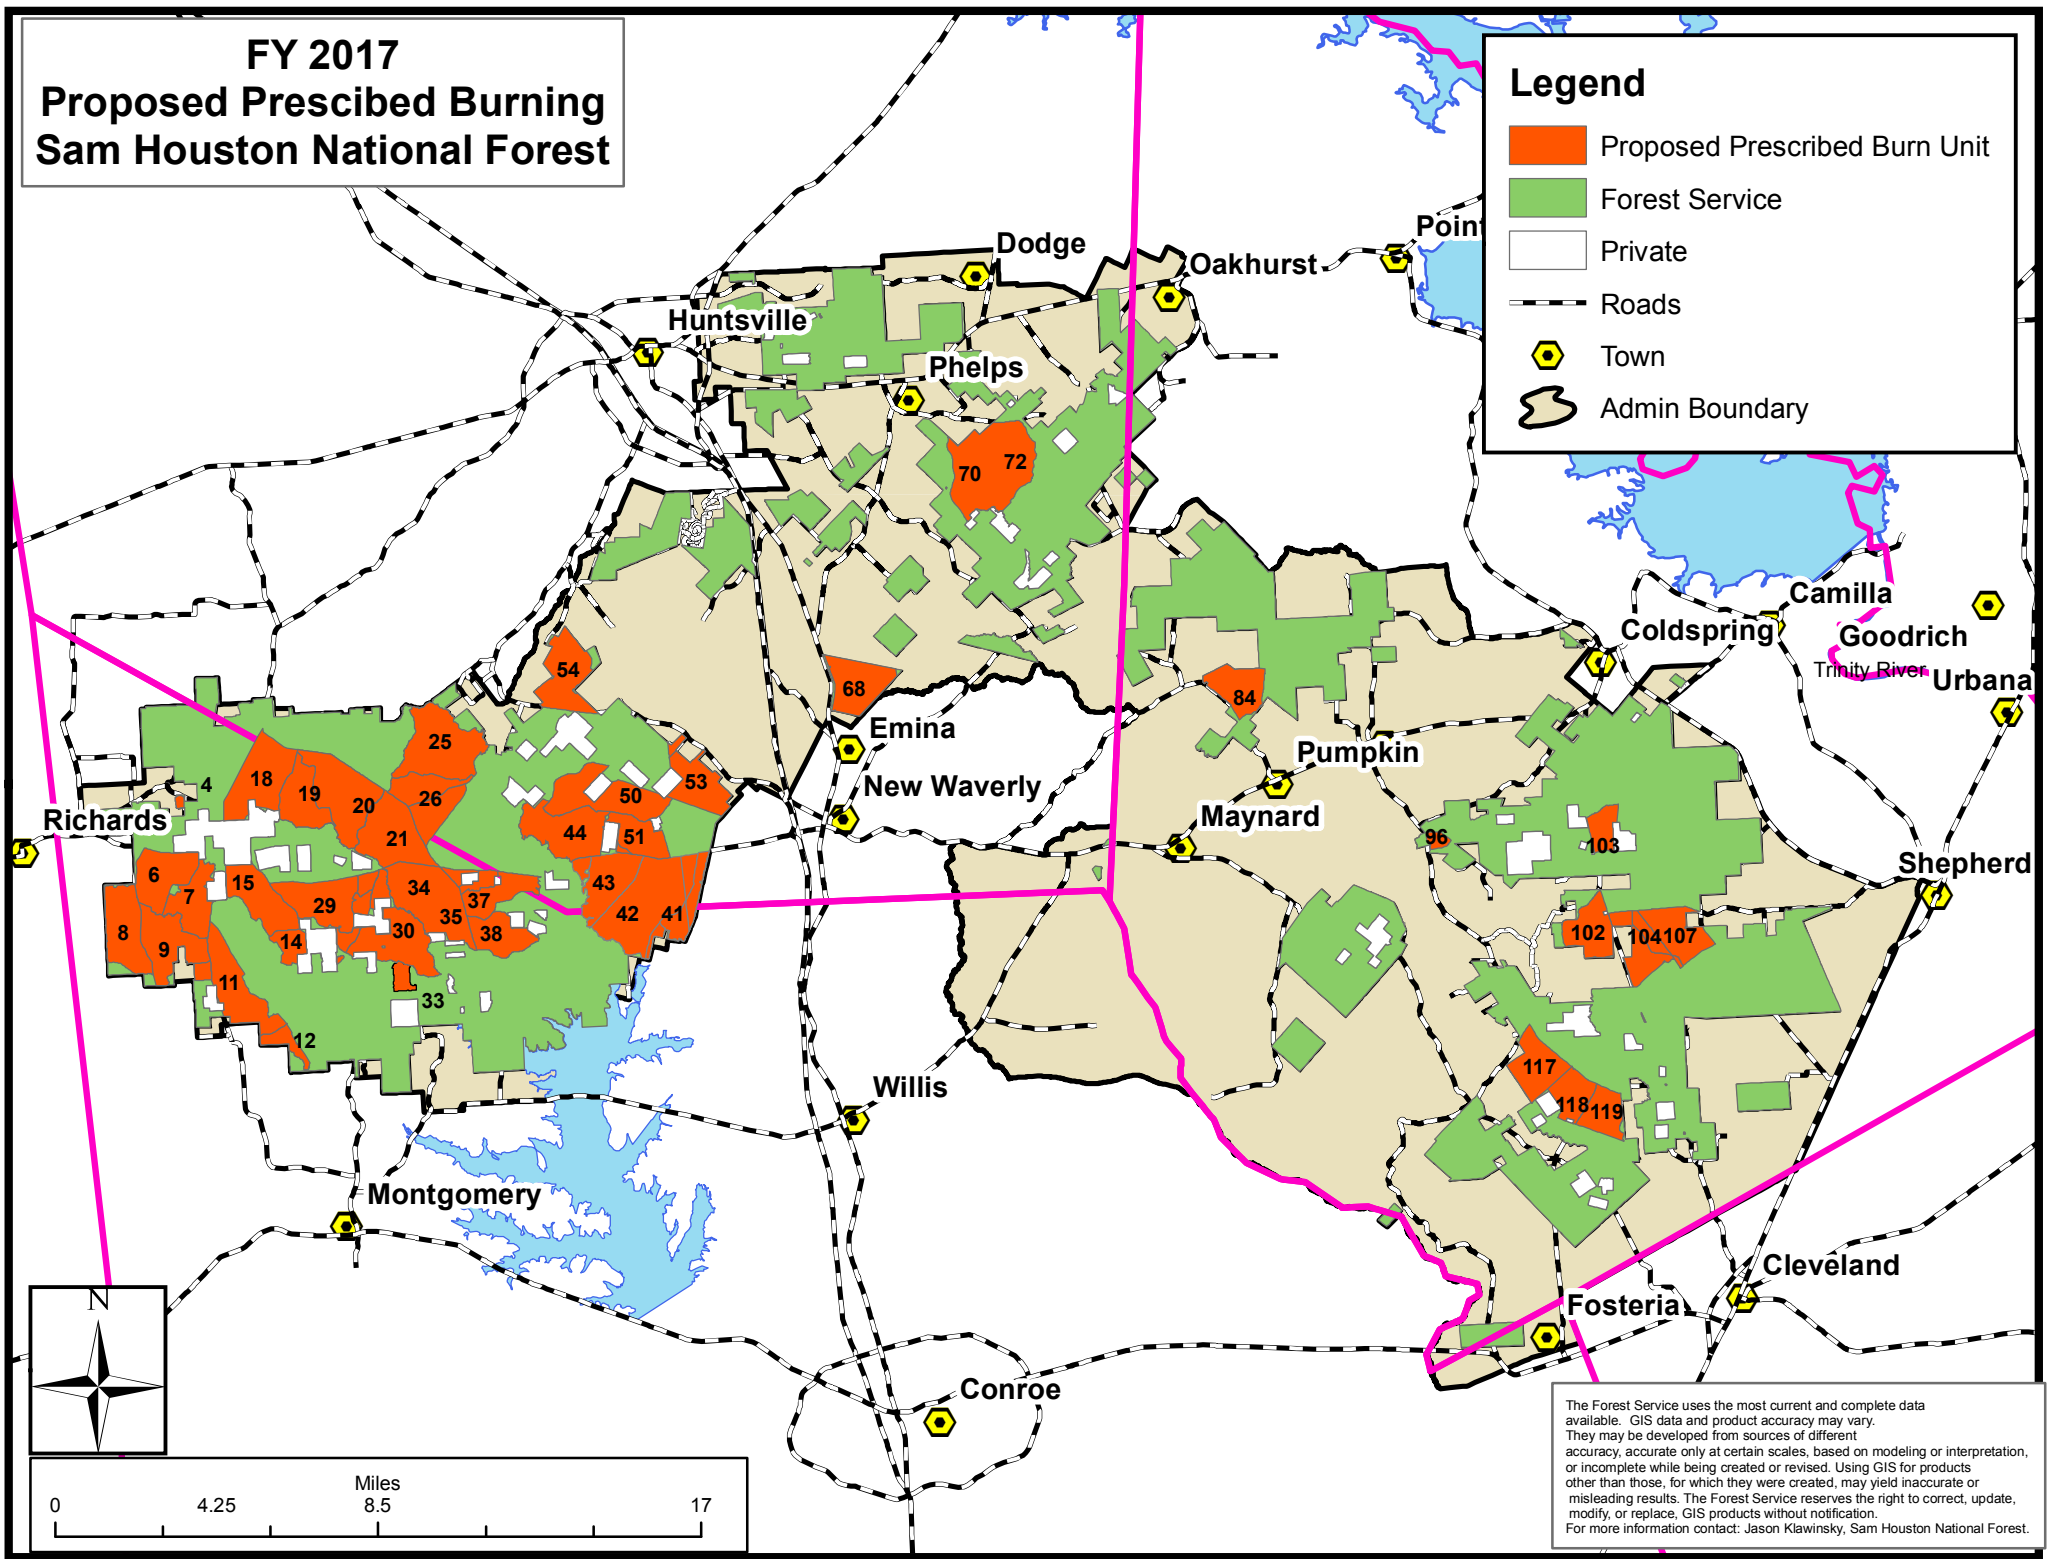 FY 2017
Proposed Prescibed Burning
Sam Houston National Forest
Legend
Proposed Prescribed Burn Unit
Forest Service
Private
Roads
Town
Admin Boundary
Dodge
Oakhurst
Point
Huntsville
Phelps
70
72
Camilla
Coldspring
Goodrich
Trinity River
Urbana
54
68
84
Emina
25
Pumpkin
4
18
19
20
26
50
53
New Waverly
Richards
21
44
51
Maynard
96
103
Shepherd
6
7
15
29
34
37
43
8
9
14
30
35
38
42
41
102
104
107
11
33
12
117
118
119
Willis
Montgomery
Cleveland
Fosteria
Conroe
N
Miles
0
4.25
8.5
17
The Forest Service uses the most current and complete data
available. GIS data and product accuracy may vary.
They may be developed from sources of different
accuracy, accurate only at certain scales, based on modeling or interpretation,
or incomplete while being created or revised. Using GIS for products
other than those, for which they were created, may yield inaccurate or
misleading results. The Forest Service reserves the right to correct, update,
modify, or replace, GIS products without notification.
For more information contact: Jason Klawinsky, Sam Houston National Forest.